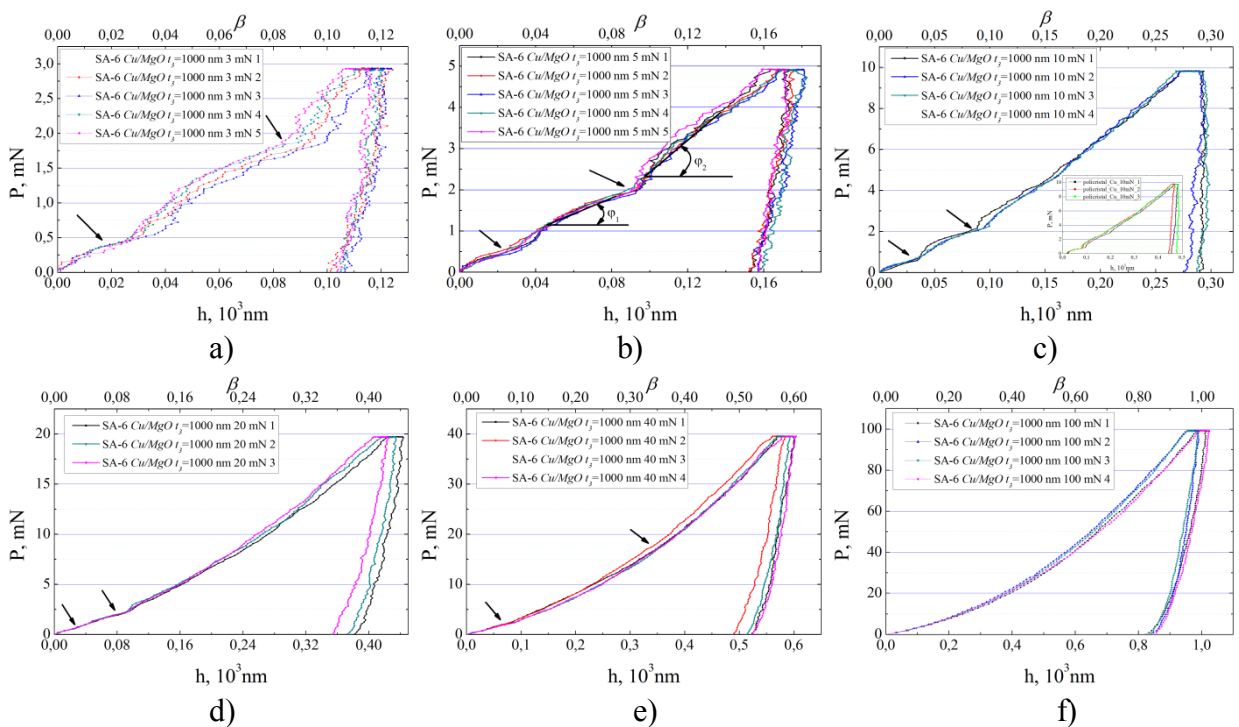 β
0,00 0,02 0,04 0,06 0,08 0,10 0,12
3,0
2,5
2,0
1,5
1,0
0,5
0,0
P, mN
SA-6 Cu/MgO t3=1000 nm 3 mN 1
SA-6 Cu/MgO t3=1000 nm 3 mN 2
SA-6 Cu/MgO t3=1000 nm 3 mN 3
SA-6 Cu/MgO t3=1000 nm 3 mN 4
SA-6 Cu/MgO t3=1000 nm 3 mN 5
0,00 0,02 0,04 0,06 0,08 0,10 0,12
h, 10³nm
a)
β
0,00 0,04 0,08 0,12 0,16
5
4
3
2
1
0
P, mN
SA-6 Cu/MgO t3=1000 nm 5 mN 1
SA-6 Cu/MgO t3=1000 nm 5 mN 2
SA-6 Cu/MgO t3=1000 nm 5 mN 3
SA-6 Cu/MgO t3=1000 nm 5 mN 4
SA-6 Cu/MgO t3=1000 nm 5 mN 5
φ2
φ1
0,00 0,04 0,08 0,12 0,16
h, 10³nm
b)
β
0,00 0,05 0,10 0,15 0,20 0,25 0,30
10
8
6
4
2
0
P, mN
SA-6 Cu/MgO t3=1000 nm 10 mN 1
SA-6 Cu/MgO t3=1000 nm 10 mN 2
SA-6 Cu/MgO t3=1000 nm 10 mN 3
SA-6 Cu/MgO t3=1000 nm 10 mN 4
policristal_Cu_10mN_1
policristal_Cu_10mN_2
policristal_Cu_10mN_3
10
8
6
4
2
0
P, mN
0,0 0,1 0,2 0,3 0,4 0,5
h, 10³nm
0,00 0,05 0,10 0,15 0,20 0,25 0,30
h,10³ nm
c)
β
0,00 0,08 0,16 0,24 0,32 0,40
20
15
10
5
0
P, mN
SA-6 Cu/MgO t3=1000 nm 20 mN 1
SA-6 Cu/MgO t3=1000 nm 20 mN 2
SA-6 Cu/MgO t3=1000 nm 20 mN 3
0,00 0,08 0,16 0,24 0,32 0,40
h, 10³nm
d)
β
0,00 0,10 0,20 0,30 0,40 0,50 0,60
40
30
20
10
0
P, mN
SA-6 Cu/MgO t3=1000 nm 40 mN 1
SA-6 Cu/MgO t3=1000 nm 40 mN 2
SA-6 Cu/MgO t3=1000 nm 40 mN 3
SA-6 Cu/MgO t3=1000 nm 40 mN 4
0,0 0,1 0,2 0,3 0,4 0,5 0,6
h, 10³nm
e)
β
0,00 0,20 0,40 0,60 0,80 1,00
100
80
60
40
20
0
P, mN
SA-6 Cu/MgO t3=1000 nm 100 mN 1
SA-6 Cu/MgO t3=1000 nm 100 mN 2
SA-6 Cu/MgO t3=1000 nm 100 mN 3
SA-6 Cu/MgO t3=1000 nm 100 mN 4
0,0 0,2 0,4 0,6 0,8 1,0
h, 10³nm
f)